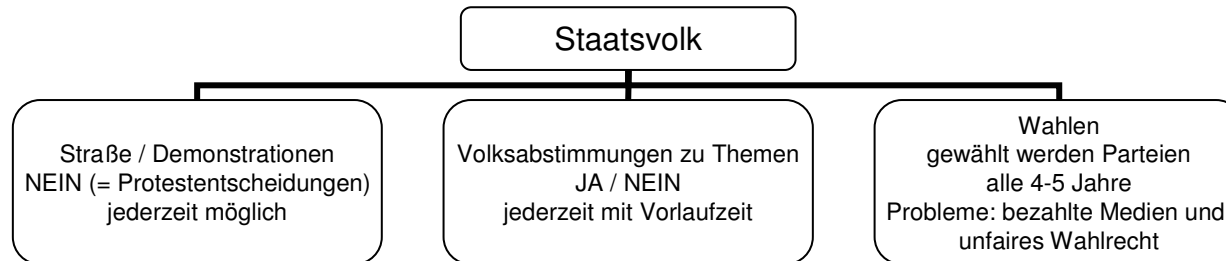 Staatsvolk
Straße / Demonstrationen
NEIN (= Protestentscheidungen)
jederzeit möglich
Volksabstimmungen zu Themen
JA / NEIN
jederzeit mit Vorlaufzeit
Wahlen
gewählt werden Parteien
alle 4-5 Jahre
Probleme: bezahlte Medien und
unfaires Wahlrecht